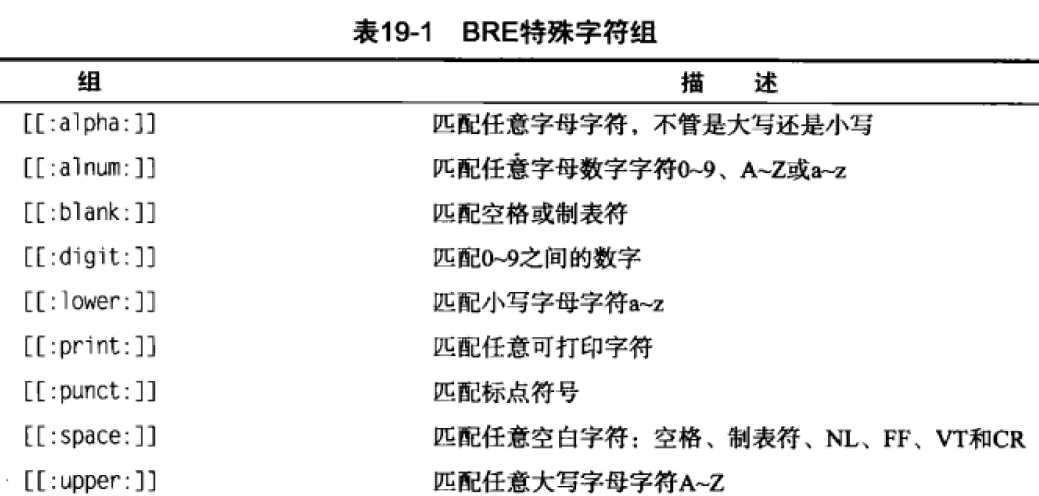 表19-1 BRE特殊字符组
组 描 述
[[:alpha:]] 匹配任意字母字符，不管是大写还是小写
[[:alnum:]] 匹配任意字母数字字符0~9、A~Z或a~z
[[:blank:]] 匹配空格或制表符
[[:digit:]] 匹配0~9之间的数字
[[:lower:]] 匹配小写字母字符a~z
[[:print:]] 匹配任意可打印字符
[[:punct:]] 匹配标点符号
[[:space:]] 匹配任意空白字符：空格、制表符、NL、FF、VT和CR
[[:upper:]] 匹配任意大写字母字符A~Z